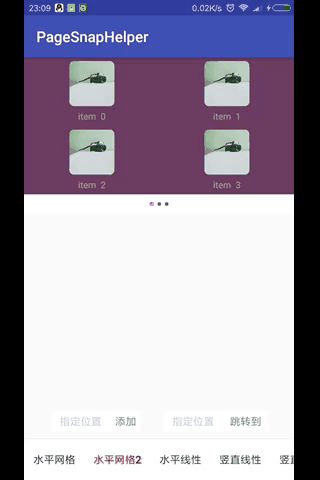 23:09 0.02K/s
PageSnapHelper
item 0 item 1
item 2 item 3
指定位置 添加 指定位置 跳转到
水平网格 水平网格2 水平线性 竖直线性 竖直